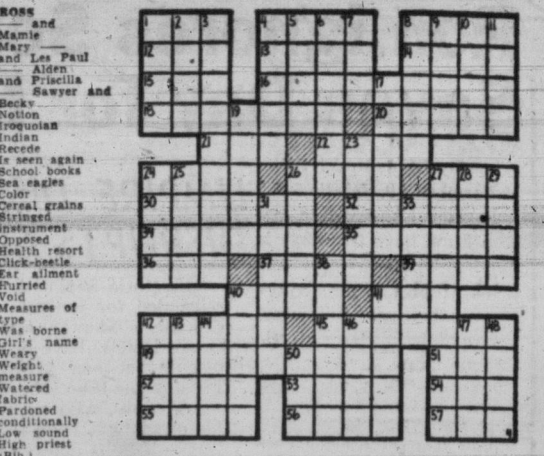 ROSS
— and
Mamie
Mary —
and Les Paul
— Alden
and Priscilla
— Sawyer and
Becky
Notion
Iroquoian
Indian
Recede
Is seen again
School books
Sea eagles
Color
Cereal grains
Stringed
instrument
Opposed
Health resort
Click-beetle
Ear ailment
Hurried
Void
Measures of
type
Was borne
Girl's name
Weary
Weight
measure
Watered
fabric
Pardoned
conditionally
Low sound
High priest
1 2 3 4 5 6 7 8 9 10 11
12 13 14
15 16 17
18 19 20
21 22 23
24 25 26 27 28 29
30 31 32 33
34 35
36 37 38 39
40 41
42 43 44 45 46 47 48
49 50 51
52 53 54
55 56 57